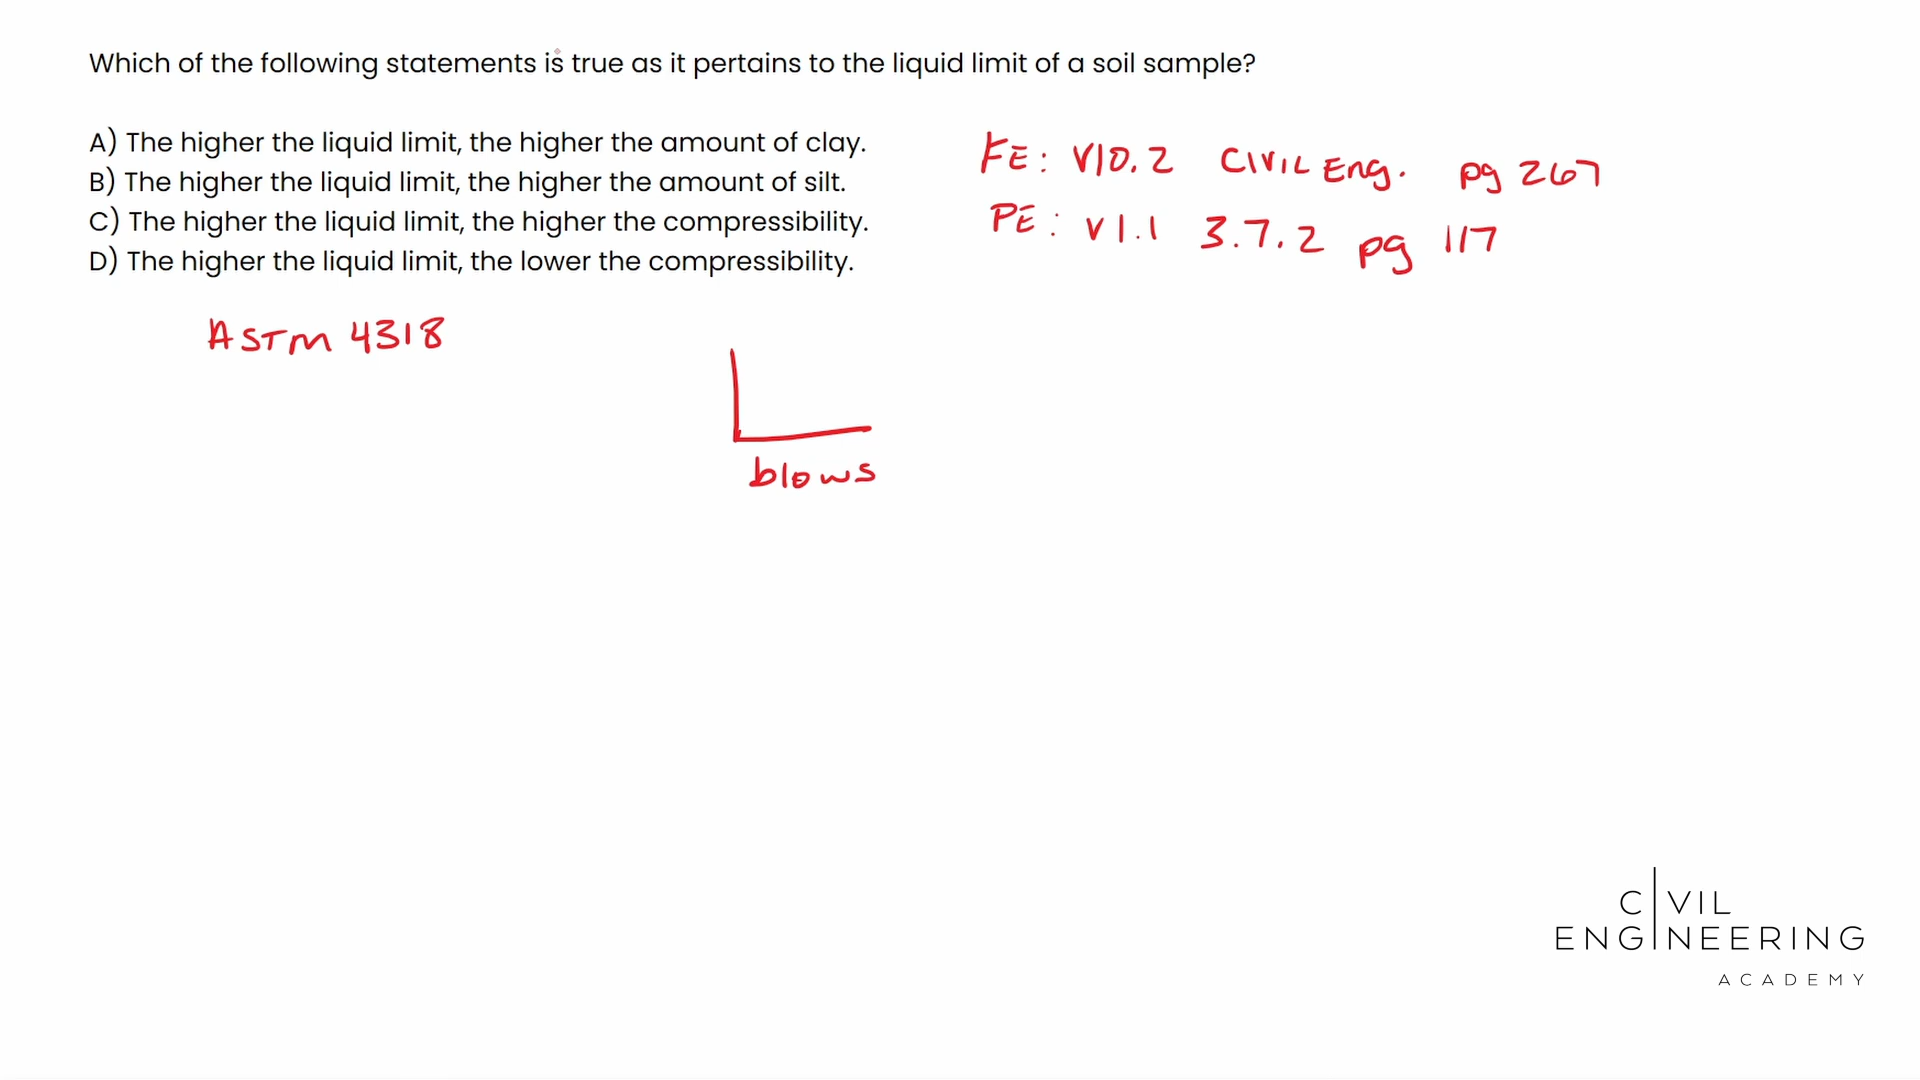 Which of the following statements is true as it pertains to the liquid limit of a soil sample?
A) The higher the liquid limit, the higher the amount of clay.
B) The higher the liquid limit, the higher the amount of silt.
C) The higher the liquid limit, the higher the compressibility.
D) The higher the liquid limit, the lower the compressibility.
FE: V10.2 CIVIL Eng. pg 267
PE: V1.1 3.7.2 pg 117
ASTM 4318
blows
CIVIL
ENGINEERING
ACADEMY